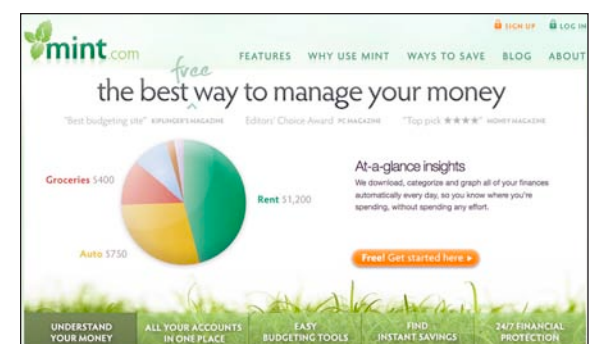 SIGN UP LOG IN
mint.com
FEATURES WHY USE MINT WAYS TO SAVE BLOG ABOUT
free
the best way to manage your money
"Best budgeting site" KIPLINGER'S MAGAZINE Editors' Choice Award PC MAGAZINE "Top pick ★★★★" MONEY MAGAZINE
At-a-glance insights
We download, categorize and graph all of your finances
automatically every day, so you know where you're
spending, without spending any effort.
Groceries $400
Rent $1,200
Auto $750
Free! Get started here ▸
UNDERSTAND
YOUR MONEY
ALL YOUR ACCOUNTS
IN ONE PLACE
EASY
BUDGETING TOOLS
FIND
INSTANT SAVINGS
24/7 FINANCIAL
PROTECTION